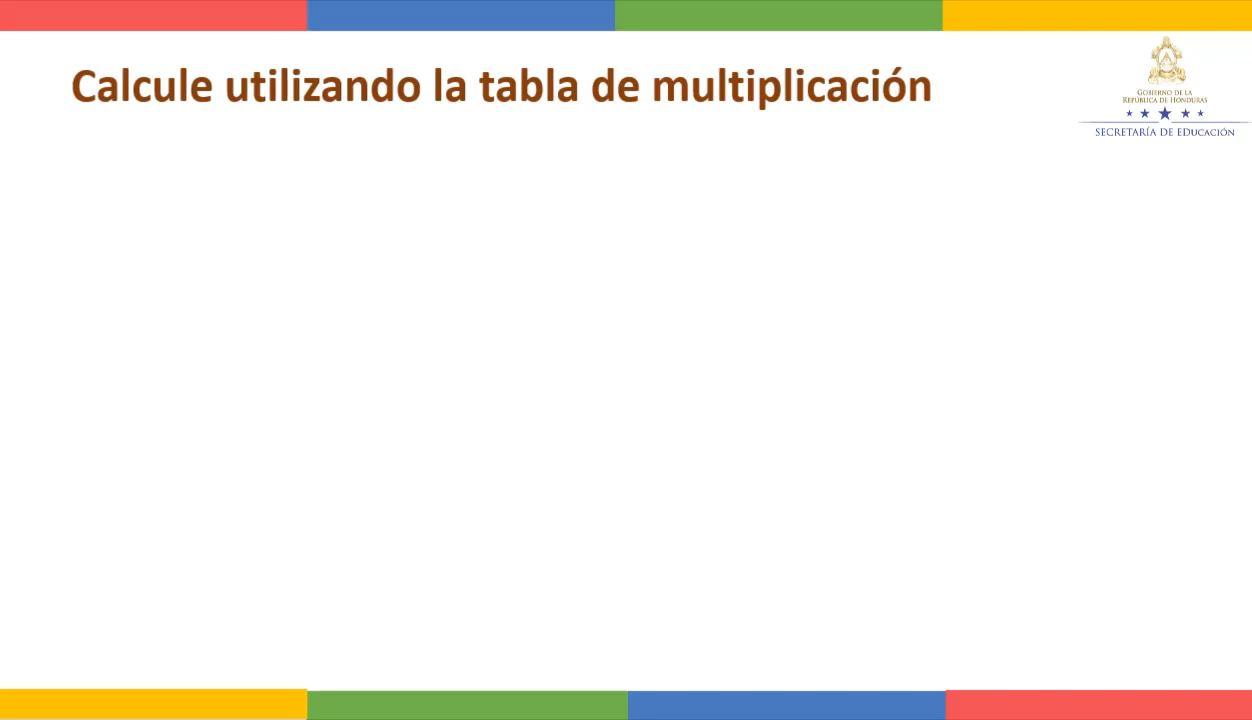 Calcule utilizando la tabla de multiplicación
GOBIERNO DE LA
REPÚBLICA DE HONDURAS
SECRETARÍA DE EDUCACIÓN